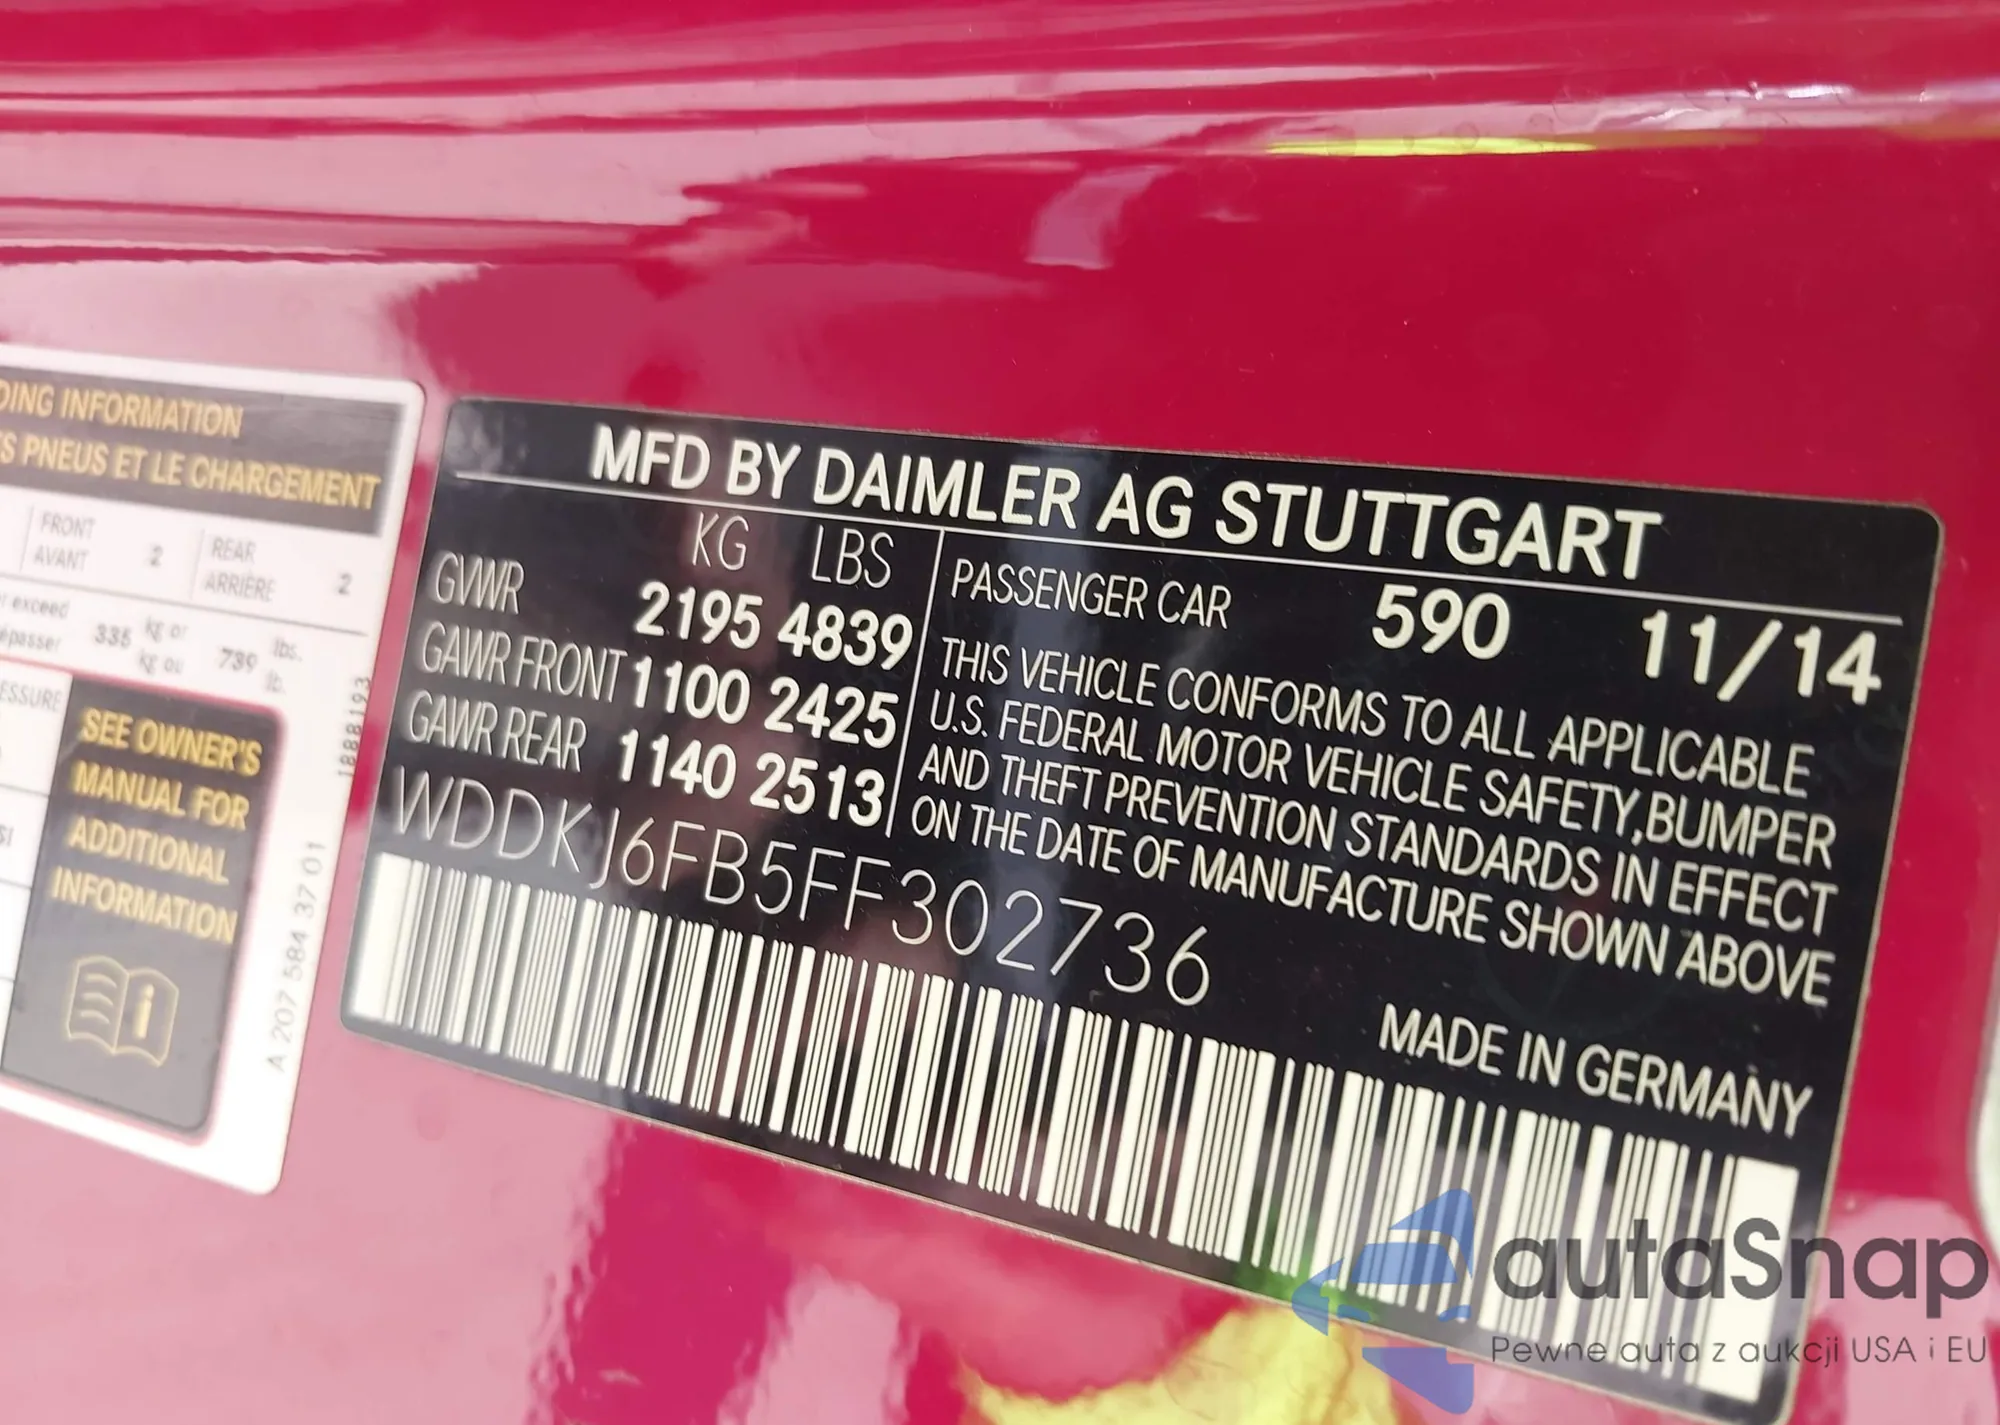 DING INFORMATION
S PNEUS ET LE CHARGEMENT
FRONT
AVANT
2
REAR
ARRIÈRE
2
exceed
335
kg or
kg ou
739
lbs.
lb.
SEE OWNER'S
MANUAL FOR
ADDITIONAL
INFORMATION
1888193
A 207 584 37 01
MFD BY DAIMLER AG STUTTGART
KG LBS
GVWR 2195 4839
GAWR FRONT 1100 2425
GAWR REAR 1140 2513
PASSENGER CAR 590 11/14
THIS VEHICLE CONFORMS TO ALL APPLICABLE
U.S. FEDERAL MOTOR VEHICLE SAFETY, BUMPER
AND THEFT PREVENTION STANDARDS IN EFFECT
ON THE DATE OF MANUFACTURE SHOWN ABOVE
WDDKJ6FB5FF302736
MADE IN GERMANY
autaSnap
Pewne auta z aukcji USA i EU